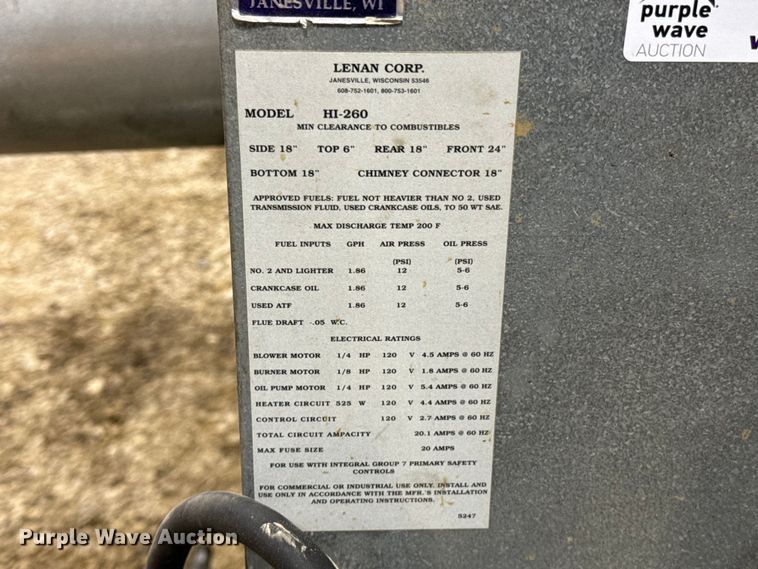 JANESVILLE, WI
purple
wave
AUCTION
LENAN CORP.
JANESVILLE, WISCONSIN 53546
608-752-1601, 800-753-1601
MODEL HI-260
MIN CLEARANCE TO COMBUSTIBLES
SIDE 18" TOP 6" REAR 18" FRONT 24"
BOTTOM 18" CHIMNEY CONNECTOR 18"
APPROVED FUELS: FUEL NOT HEAVIER THAN NO 2, USED
TRANSMISSION FLUID, USED CRANKCASE OILS, TO 50 WT SAE.
MAX DISCHARGE TEMP 200 F
FUEL INPUTS GPH AIR PRESS OIL PRESS
(PSI) (PSI)
NO. 2 AND LIGHTER 1.86 12 5-6
CRANKCASE OIL 1.86 12 5-6
USED ATF 1.86 12 5-6
FLUE DRAFT -.05 W.C.
ELECTRICAL RATINGS
BLOWER MOTOR 1/4 HP 120 V 4.5 AMPS @ 60 HZ
BURNER MOTOR 1/8 HP 120 V 1.8 AMPS @ 60 HZ
OIL PUMP MOTOR 1/4 HP 120 V 5.4 AMPS @ 60 HZ
HEATER CIRCUIT 525 W 120 V 4.4 AMPS @ 60 HZ
CONTROL CIRCUIT 120 V 2.7 AMPS @ 60 HZ
TOTAL CIRCUIT AMPACITY 20.1 AMPS @ 60 HZ
MAX FUSE SIZE 20 AMPS
FOR USE WITH INTEGRAL GROUP 7 PRIMARY SAFETY
CONTROLS
FOR COMMERCIAL OR INDUSTRIAL USE ONLY. INSTALL AND
USE ONLY IN ACCORDANCE WITH THE MFR.'S INSTALLATION
AND OPERATING INSTRUCTIONS.
5247
Purple Wave Auction